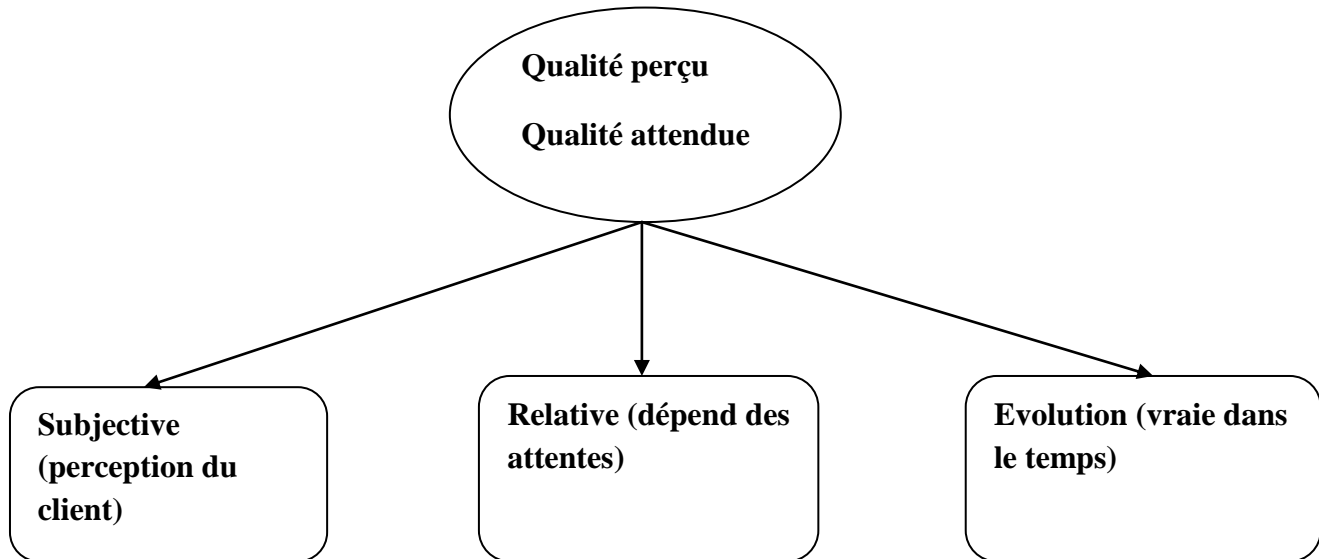 Qualité perçu
Qualité attendue
Subjective
(perception du
client)
Relative (dépend des
attentes)
Evolution (vraie dans
le temps)